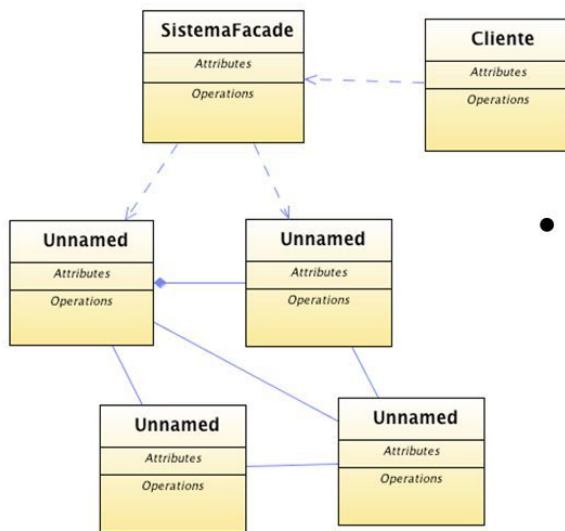 SistemaFacade
Attributes
Operations
Cliente
Attributes
Operations
Unnamed
Attributes
Operations
Unnamed
Attributes
Operations
Unnamed
Attributes
Operations
Unnamed
Attributes
Operations